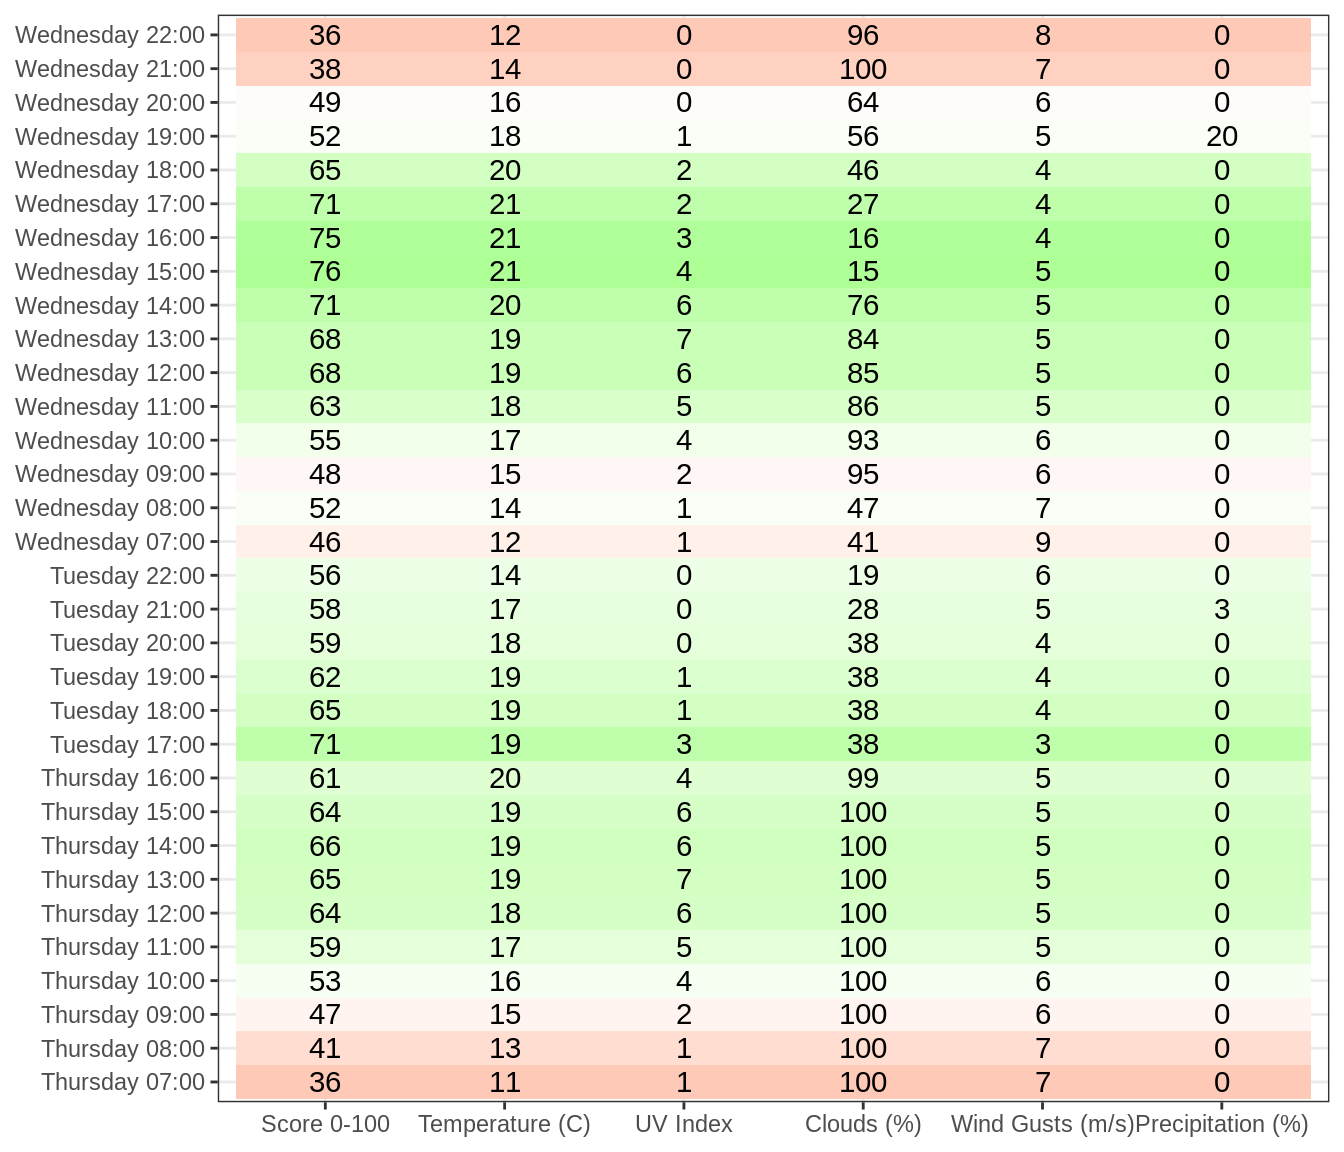 Wednesday 22:00 36 12 0 96 8 0
Wednesday 21:00 38 14 0 100 7 0
Wednesday 20:00 49 16 0 64 6 0
Wednesday 19:00 52 18 1 56 5 20
Wednesday 18:00 65 20 2 46 4 0
Wednesday 17:00 71 21 2 27 4 0
Wednesday 16:00 75 21 3 16 4 0
Wednesday 15:00 76 21 4 15 5 0
Wednesday 14:00 71 20 6 76 5 0
Wednesday 13:00 68 19 7 84 5 0
Wednesday 12:00 68 19 6 85 5 0
Wednesday 11:00 63 18 5 86 5 0
Wednesday 10:00 55 17 4 93 6 0
Wednesday 09:00 48 15 2 95 6 0
Wednesday 08:00 52 14 1 47 7 0
Wednesday 07:00 46 12 1 41 9 0
Tuesday 22:00 56 14 0 19 6 0
Tuesday 21:00 58 17 0 28 5 3
Tuesday 20:00 59 18 0 38 4 0
Tuesday 19:00 62 19 1 38 4 0
Tuesday 18:00 65 19 1 38 4 0
Tuesday 17:00 71 19 3 38 3 0
Thursday 16:00 61 20 4 99 5 0
Thursday 15:00 64 19 6 100 5 0
Thursday 14:00 66 19 6 100 5 0
Thursday 13:00 65 19 7 100 5 0
Thursday 12:00 64 18 6 100 5 0
Thursday 11:00 59 17 5 100 5 0
Thursday 10:00 53 16 4 100 6 0
Thursday 09:00 47 15 2 100 6 0
Thursday 08:00 41 13 1 100 7 0
Thursday 07:00 36 11 1 100 7 0
Score 0-100 Temperature (C) UV Index Clouds (%) Wind Gusts (m/s) Precipitation (%)